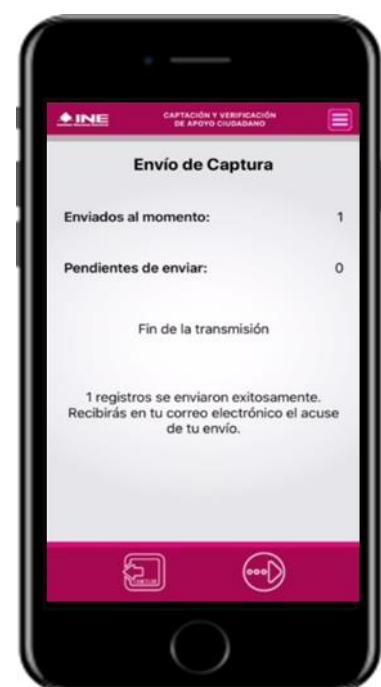 INE
CAPTACIÓN Y VERIFICACIÓN
DE APOYO CIUDADANO
Envío de Captura
Enviados al momento: 1
Pendientes de enviar: 0
Fin de la transmisión
1 registros se enviaron exitosamente.
Recibirás en tu correo electrónico el acuse
de tu envío.